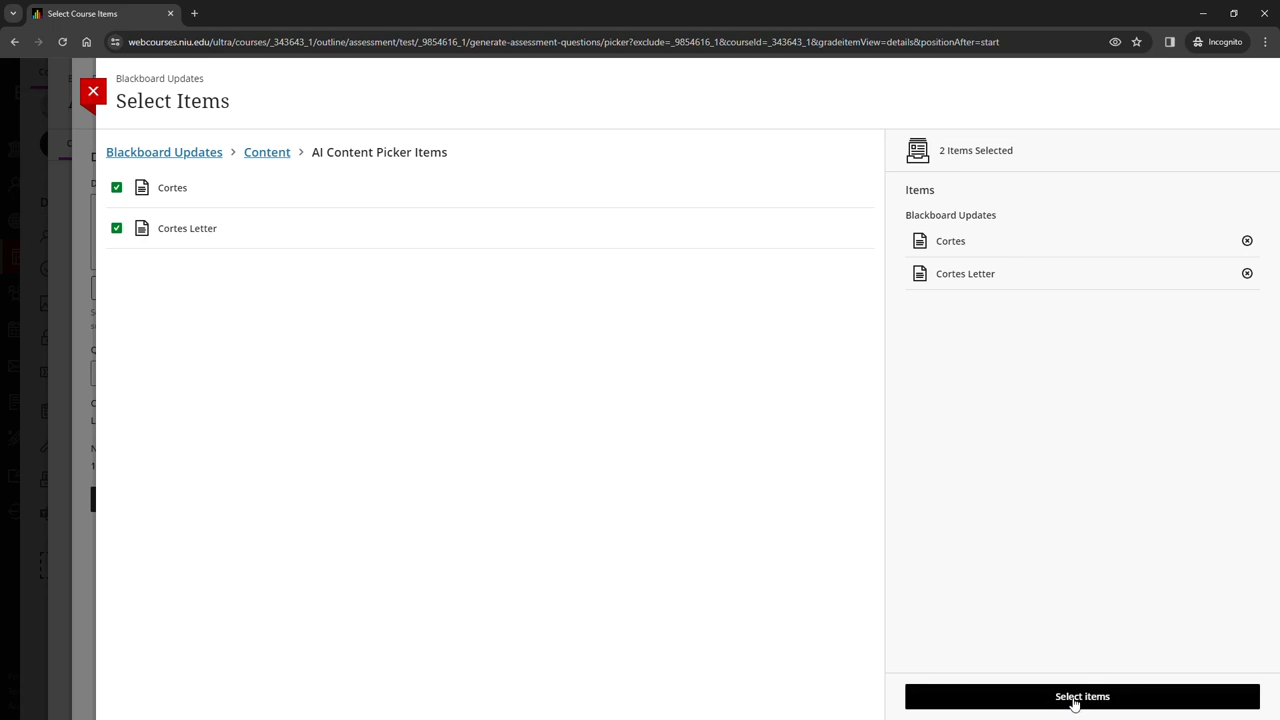 Select Course Items
webcourses.niu.edu/ultra/courses/_343643_1/outline/assessment/test/_9854616_1/generate-assessment-questions/picker?exclude=_9854616_1&courseId=_343643_1&gradeitemView=details&positionAfter=start
Incognito
Blackboard Updates
Select Items
Blackboard Updates > Content > AI Content Picker Items
2 Items Selected
Cortes
Cortes Letter
Items
Blackboard Updates
Cortes
Cortes Letter
Select items